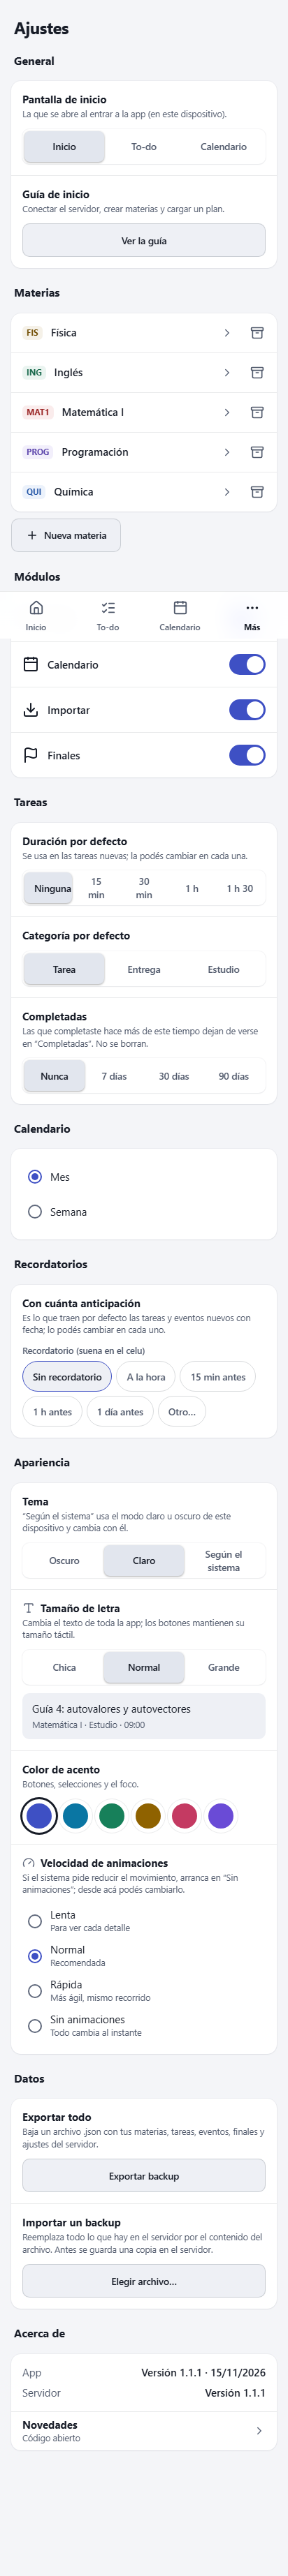 Ajustes
General
Pantalla de inicio
La que se abre al entrar a la app (en este dispositivo).
Inicio
To-do
Calendario
Guía de inicio
Conectar el servidor, crear materias y cargar un plan.
Ver la guía
Materias
FIS Física
ING Inglés
MAT1 Matemática I
PROG Programación
QUI Química
Nueva materia
Módulos
Inicio
To-do
Calendario
Más
Calendario
Importar
Finales
Tareas
Duración por defecto
Se usa en las tareas nuevas; la podés cambiar en cada una.
Ninguna
15
min
30
min
1 h
1 h 30
Categoría por defecto
Tarea
Entrega
Estudio
Completadas
Las que completaste hace más de este tiempo dejan de verse
en "Completadas". No se borran.
Nunca
7 días
30 días
90 días
Calendario
Mes
Semana
Recordatorios
Con cuánta anticipación
Es lo que traen por defecto las tareas y eventos nuevos con
fecha; lo podés cambiar en cada uno.
Recordatorio (suena en el celu)
Sin recordatorio
A la hora
15 min antes
1 h antes
1 día antes
Otro...
Apariencia
Tema
"Según el sistema" usa el modo claro u oscuro de este
dispositivo y cambia con él.
Oscuro
Claro
Según el
sistema
Tamaño de letra
Cambia el texto de toda la app; los botones mantienen su
tamaño táctil.
Chica
Normal
Grande
Guía 4: autovalores y autovectores
Matemática I · Estudio · 09:00
Color de acento
Botones, selecciones y el foco.
Velocidad de animaciones
Si el sistema pide reducir el movimiento, arranca en "Sin
animaciones"; desde acá podés cambiarlo.
Lenta
Para ver cada detalle
Normal
Recomendada
Rápida
Más ágil, mismo recorrido
Sin animaciones
Todo cambia al instante
Datos
Exportar todo
Baja un archivo .json con tus materias, tareas, eventos, finales y
ajustes del servidor.
Exportar backup
Importar un backup
Reemplaza todo lo que hay en el servidor por el contenido del
archivo. Antes se guarda una copia en el servidor.
Elegir archivo...
Acerca de
App
Versión 1.1.1 · 15/11/2026
Servidor
Versión 1.1.1
Novedades
Código abierto